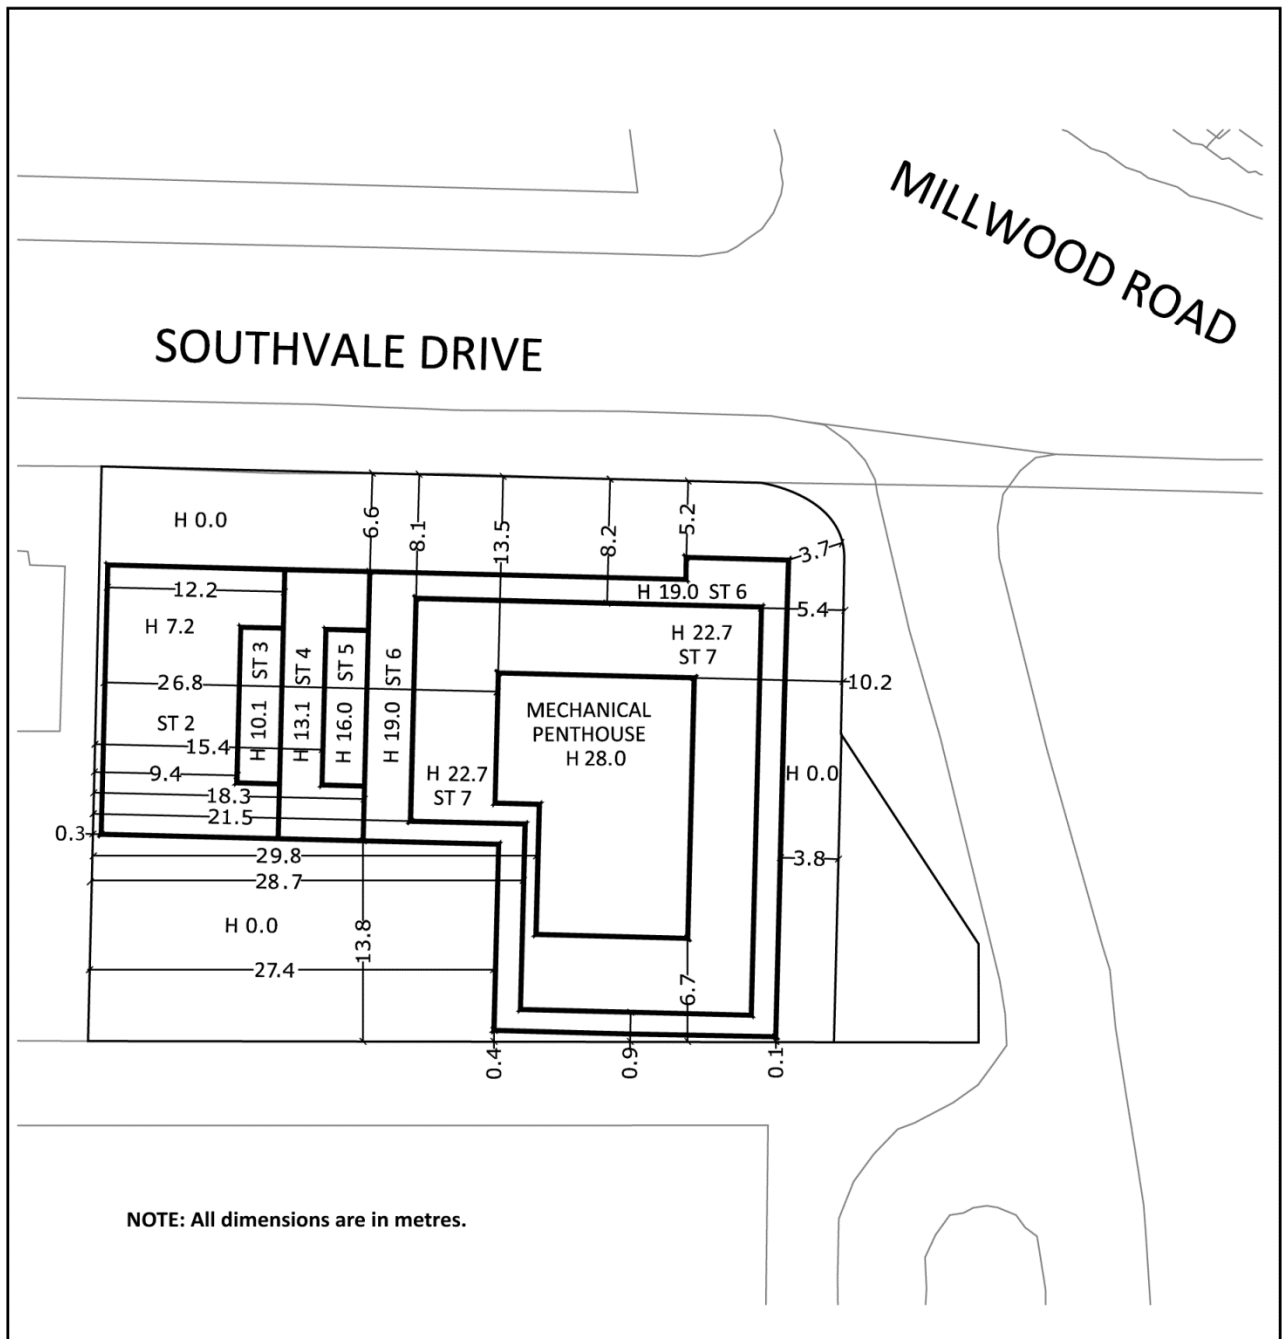 MILLWOOD ROAD
SOUTHVALE DRIVE
H 0.0
6.6
8.1
13.5
8.2
5.2
3.7
12.2
H 19.0 ST 6
5.4
H 7.2
H 10.1 ST 3
H 13.1 ST 4
H 16.0 ST 5
H 19.0 ST 6
H 22.7
ST 7
26.8
10.2
MECHANICAL
PENTHOUSE
H 28.0
ST 2
15.4
9.4
H 22.7
ST 7
H 0.0
18.3
21.5
0.3
29.8
3.8
28.7
H 0.0
13.8
27.4
6.7
0.4
0.9
0.1
NOTE: All dimensions are in metres.